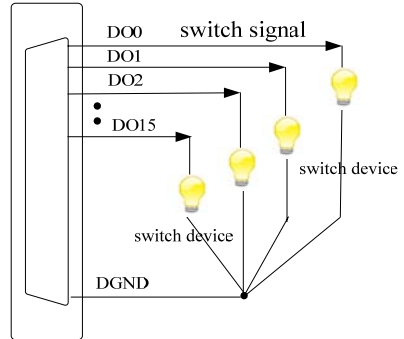 DO0 switch signal
DO1
DO2
DO15
switch device
switch device
DGND